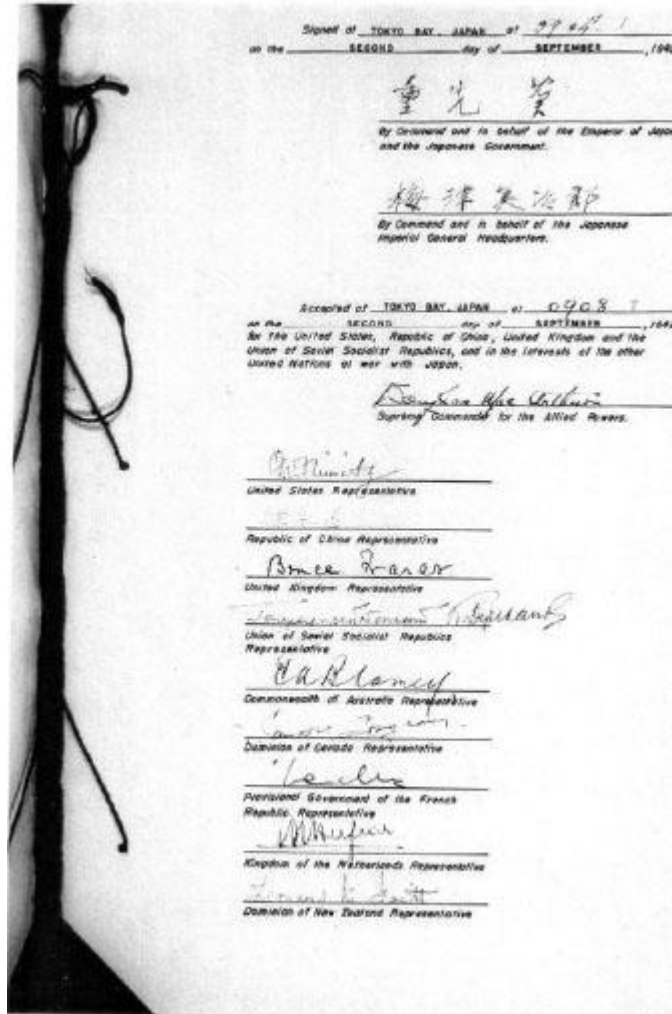 Signed at TOKYO BAY, JAPAN at
on the SECOND day of SEPTEMBER, 194
重光 葵
By Command and in behalf of the Emperor of Japan
and the Japanese Government.
梅津美治郎
By Command and in behalf of the Japanese
Imperial General Headquarters.
Accepted at TOKYO BAY, JAPAN at 0908 I
on the SECOND day of SEPTEMBER, 194
for the United States, Republic of China, United Kingdom and the
Union of Soviet Socialist Republics, and in the interests of the other
United Nations at war with Japan.
Douglas MacArthur
Supreme Commander for the Allied Powers.
C.W. Nimitz
United States Representative
Republic of China Representative
Bruce Fraser
United Kingdom Representative
Union of Soviet Socialist Republics
Representative
T.A. Blamey
Commonwealth of Australia Representative
Dominion of Canada Representative
Provisional Government of the French
Republic Representative
Kingdom of the Netherlands Representative
Dominion of New Zealand Representative